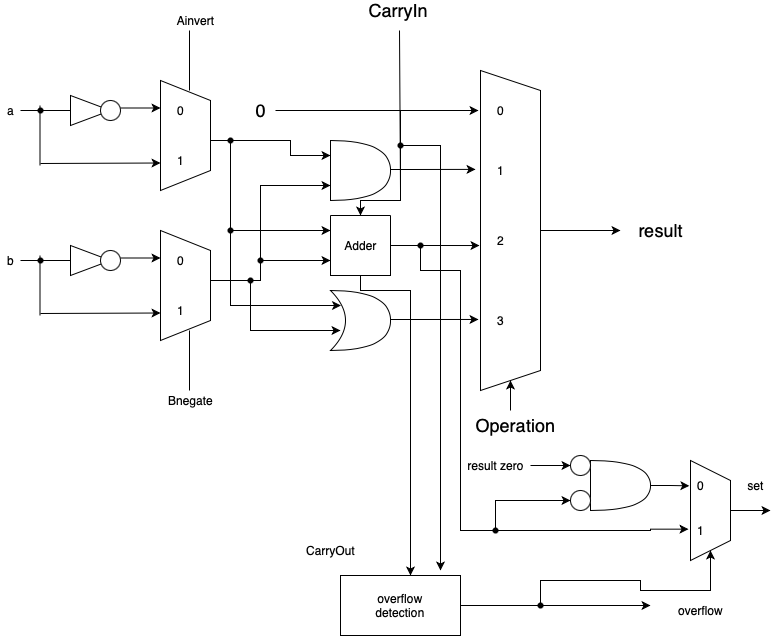 CarryIn
Ainvert
a
0
1
0
0
1
b
0
1
Adder
2
result
3
Bnegate
Operation
result zero
0
set
1
CarryOut
overflow
detection
overflow